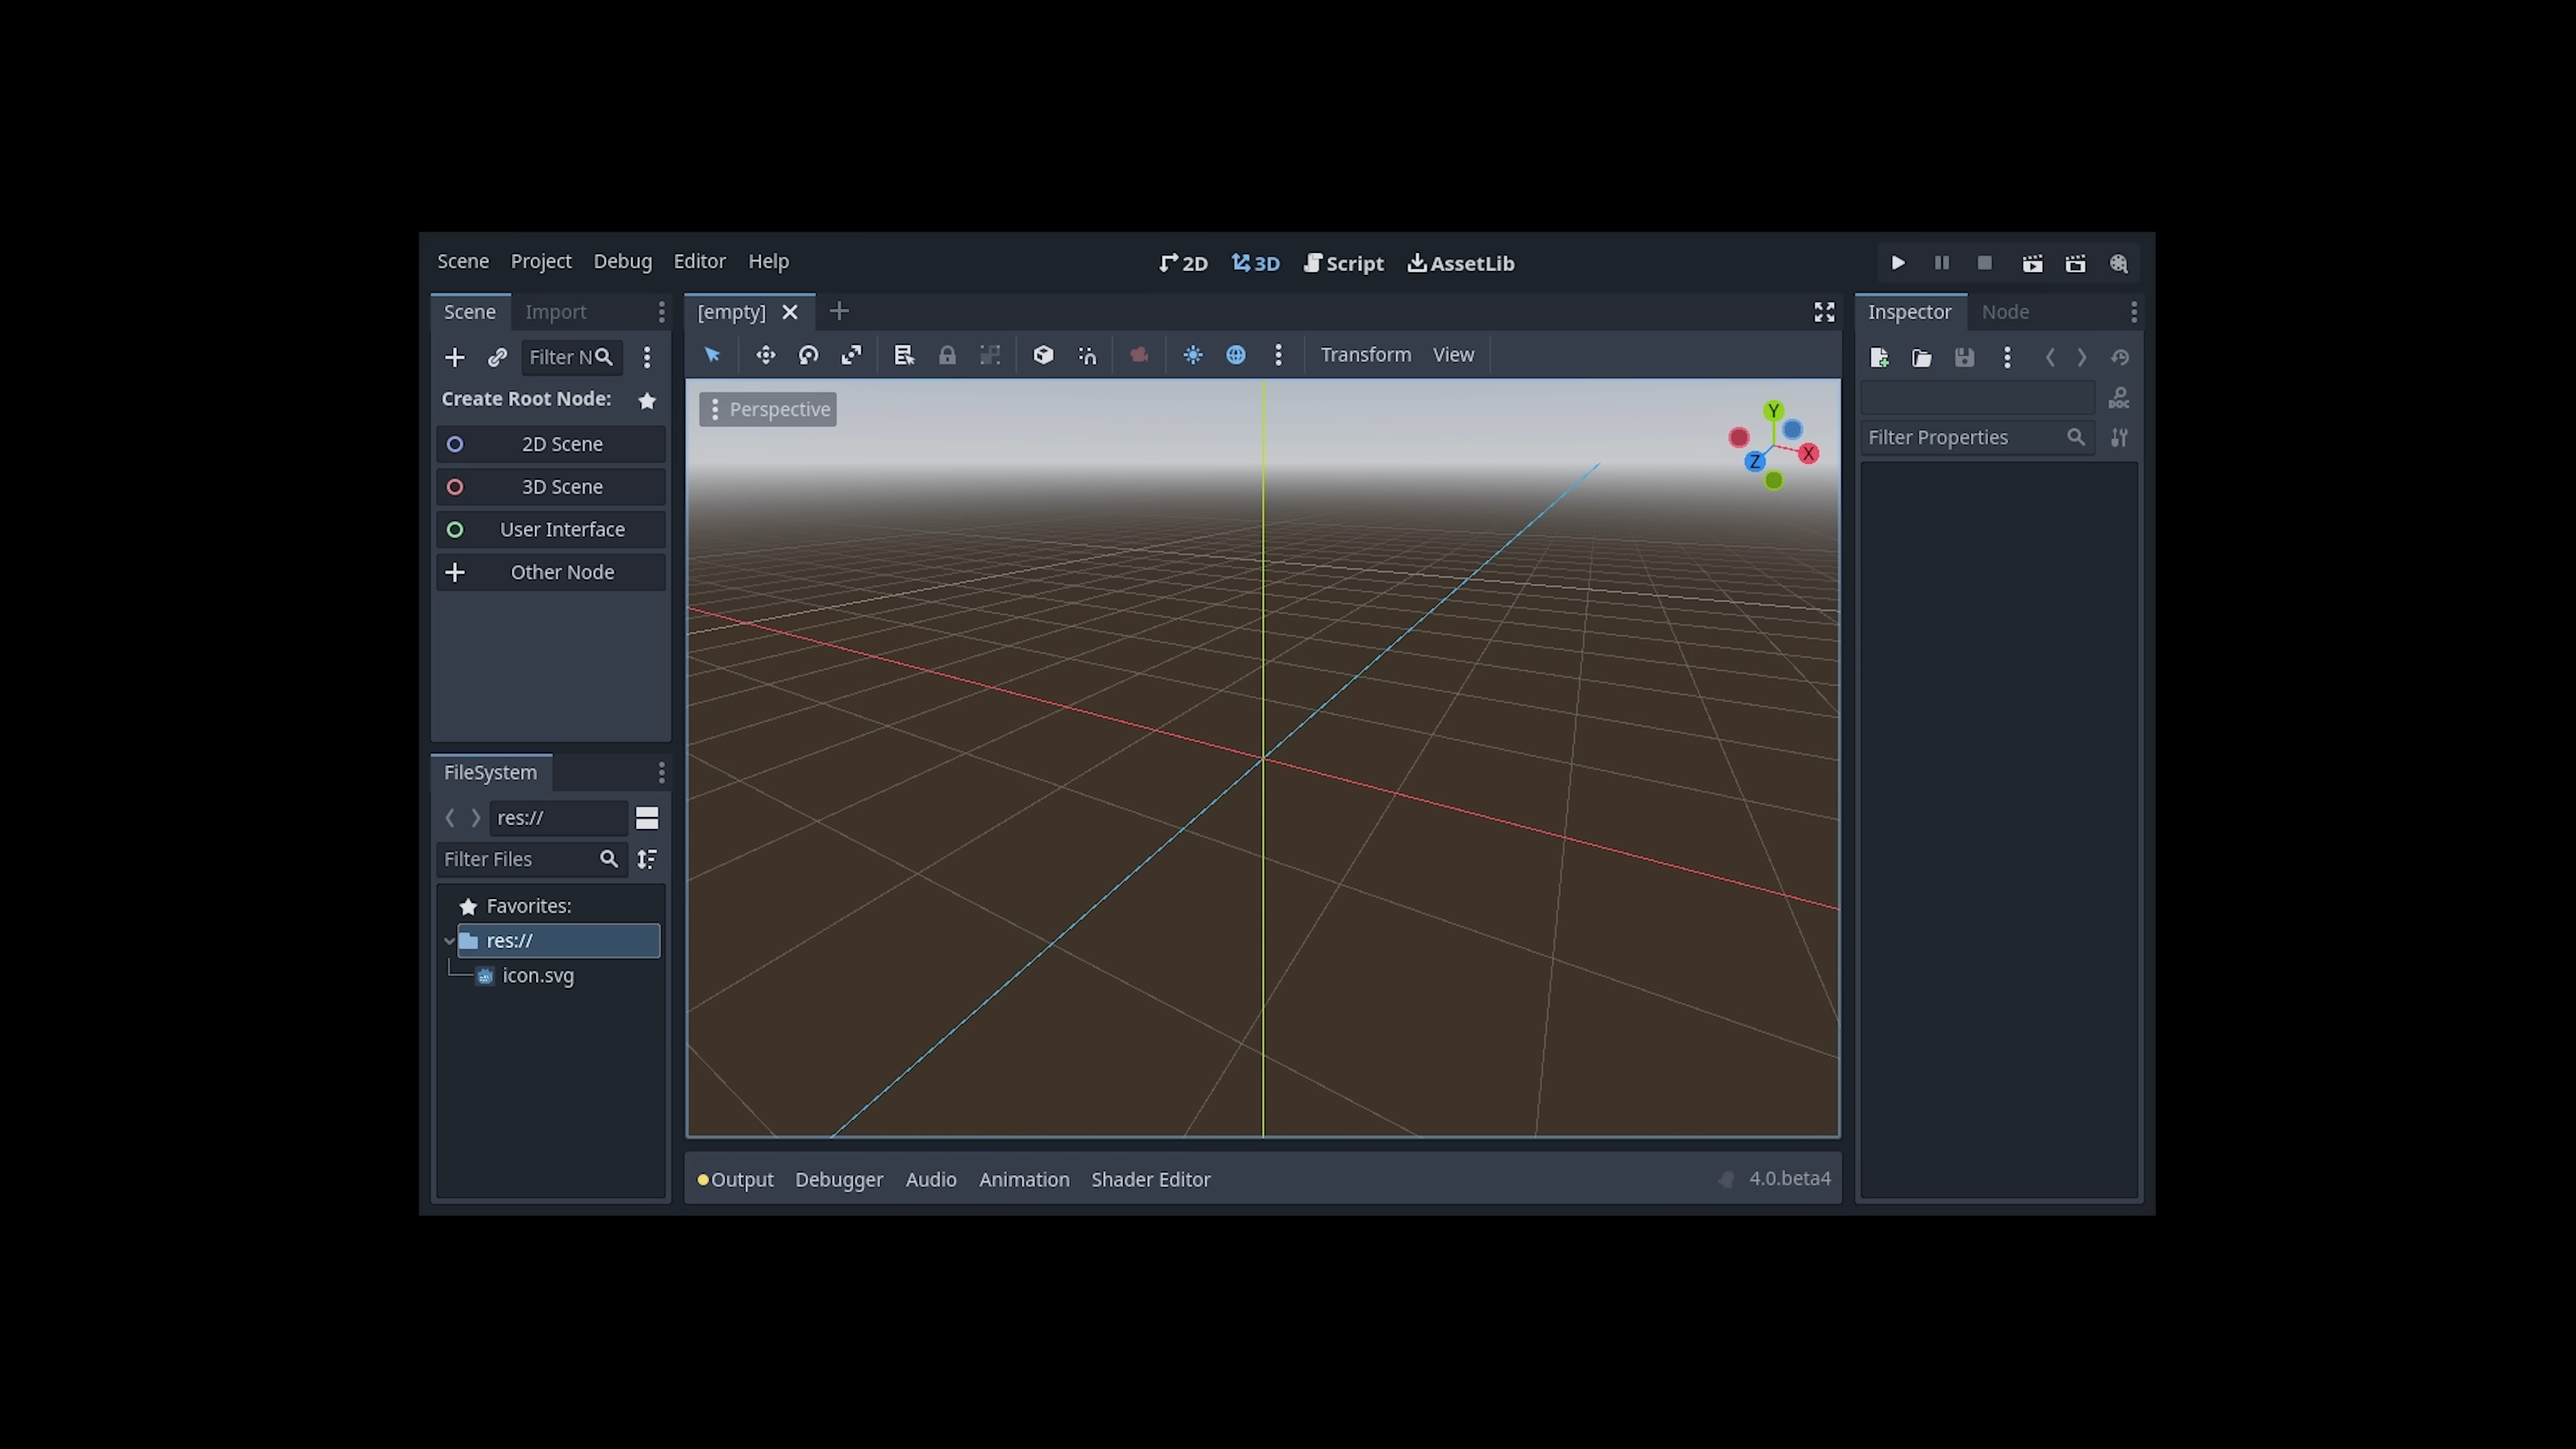 Scene Project Debug Editor Help
2D 3D Script AssetLib
Scene Import
[empty]
Inspector Node
Filter N
Transform View
Create Root Node:
Perspective
2D Scene
3D Scene
User Interface
Other Node
Y
X
Z
DOC
Filter Properties
FileSystem
res://
Filter Files
Favorites:
res://
icon.svg
Output Debugger Audio Animation Shader Editor
4.0.beta4